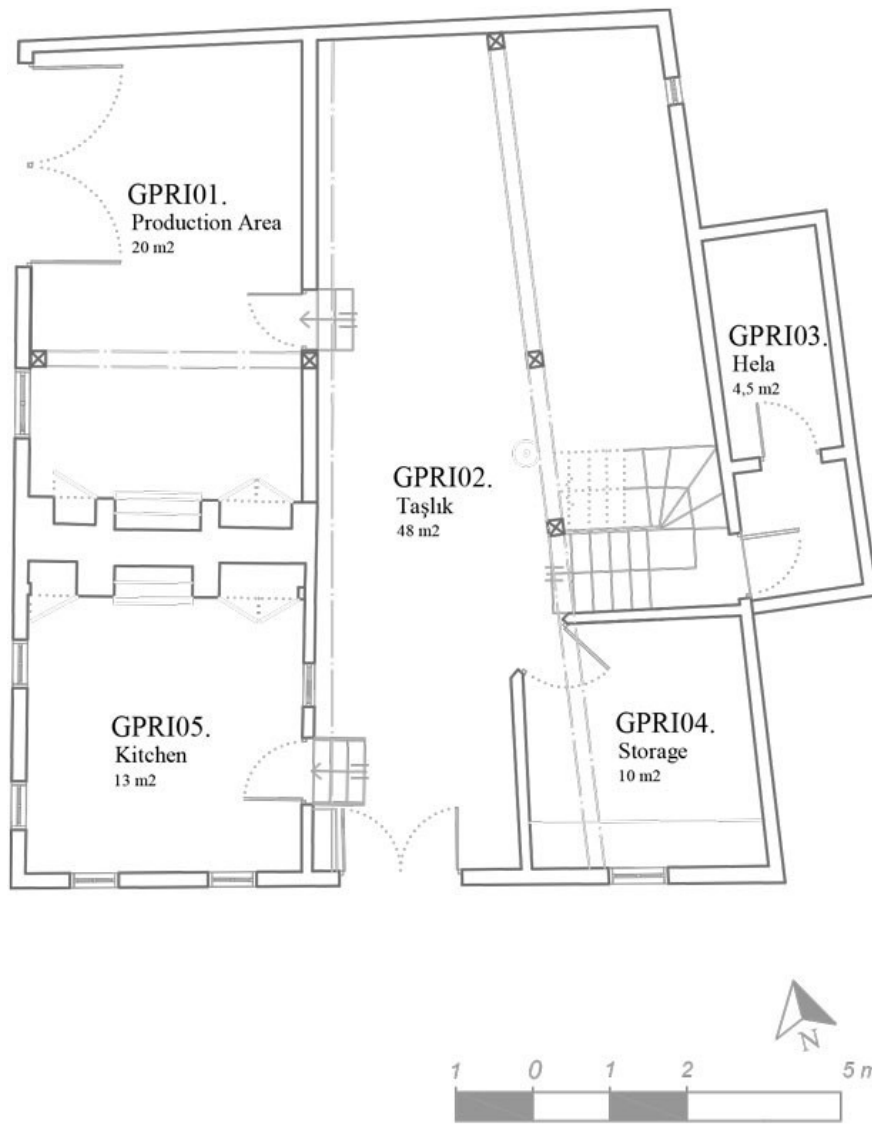 GPRI01.
Production Area
20 m2
GPRI03.
Hela
4,5 m2
GPRI02.
Taşlık
48 m2
GPRI05.
Kitchen
13 m2
GPRI04.
Storage
10 m2
N
1 0 1 2 5 m